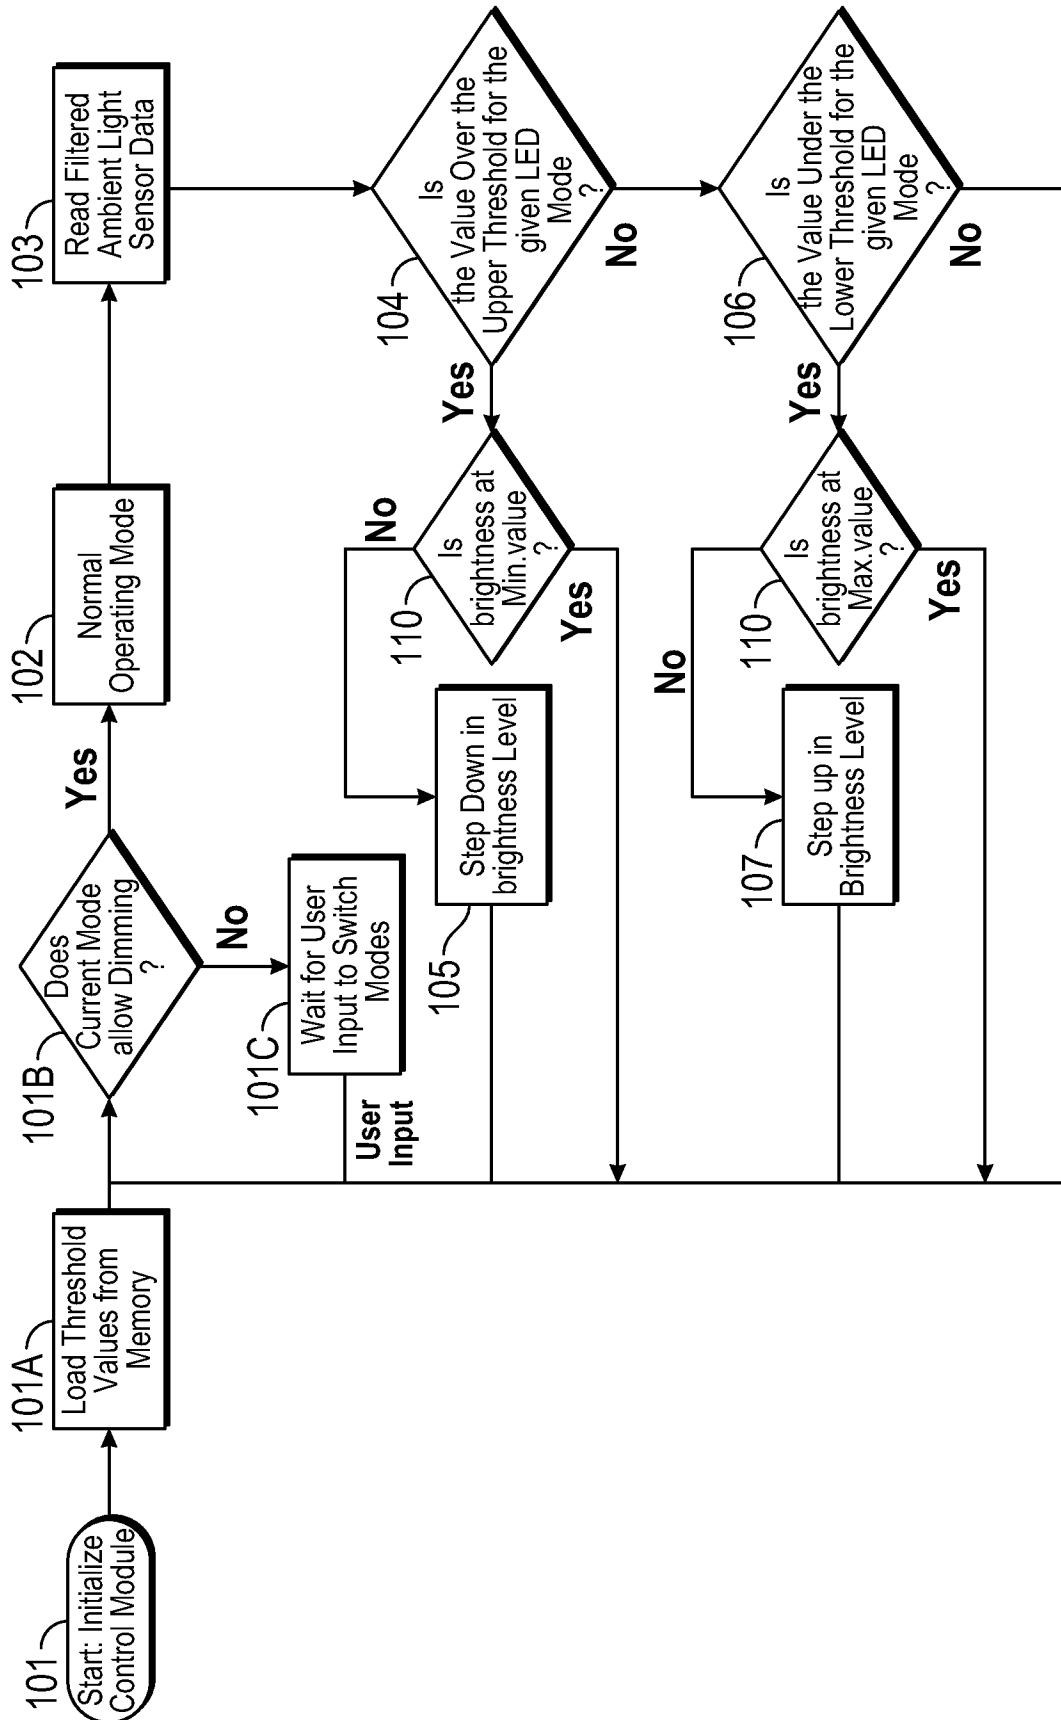 101
Start: Initialize
Control Module
101A
Load Threshold
Values from
Memory
101B
Does
Current Mode
allow Dimming
?
Yes
No
101C
Wait for User
Input to Switch
Modes
User
Input
102
Normal
Operating Mode
103
Read Filtered
Ambient Light
Sensor Data
104
Is
the Value Over the
Upper Threshold for the
given LED
Mode
?
Yes
No
110
Is
brightness at
Min.value
?
No
Yes
105
Step Down in
brightness Level
106
Is
the Value Under the
Lower Threshold for the
given LED
Mode
?
Yes
No
110
Is
brightness at
Max.value
?
No
Yes
107
Step up in
Brightness Level